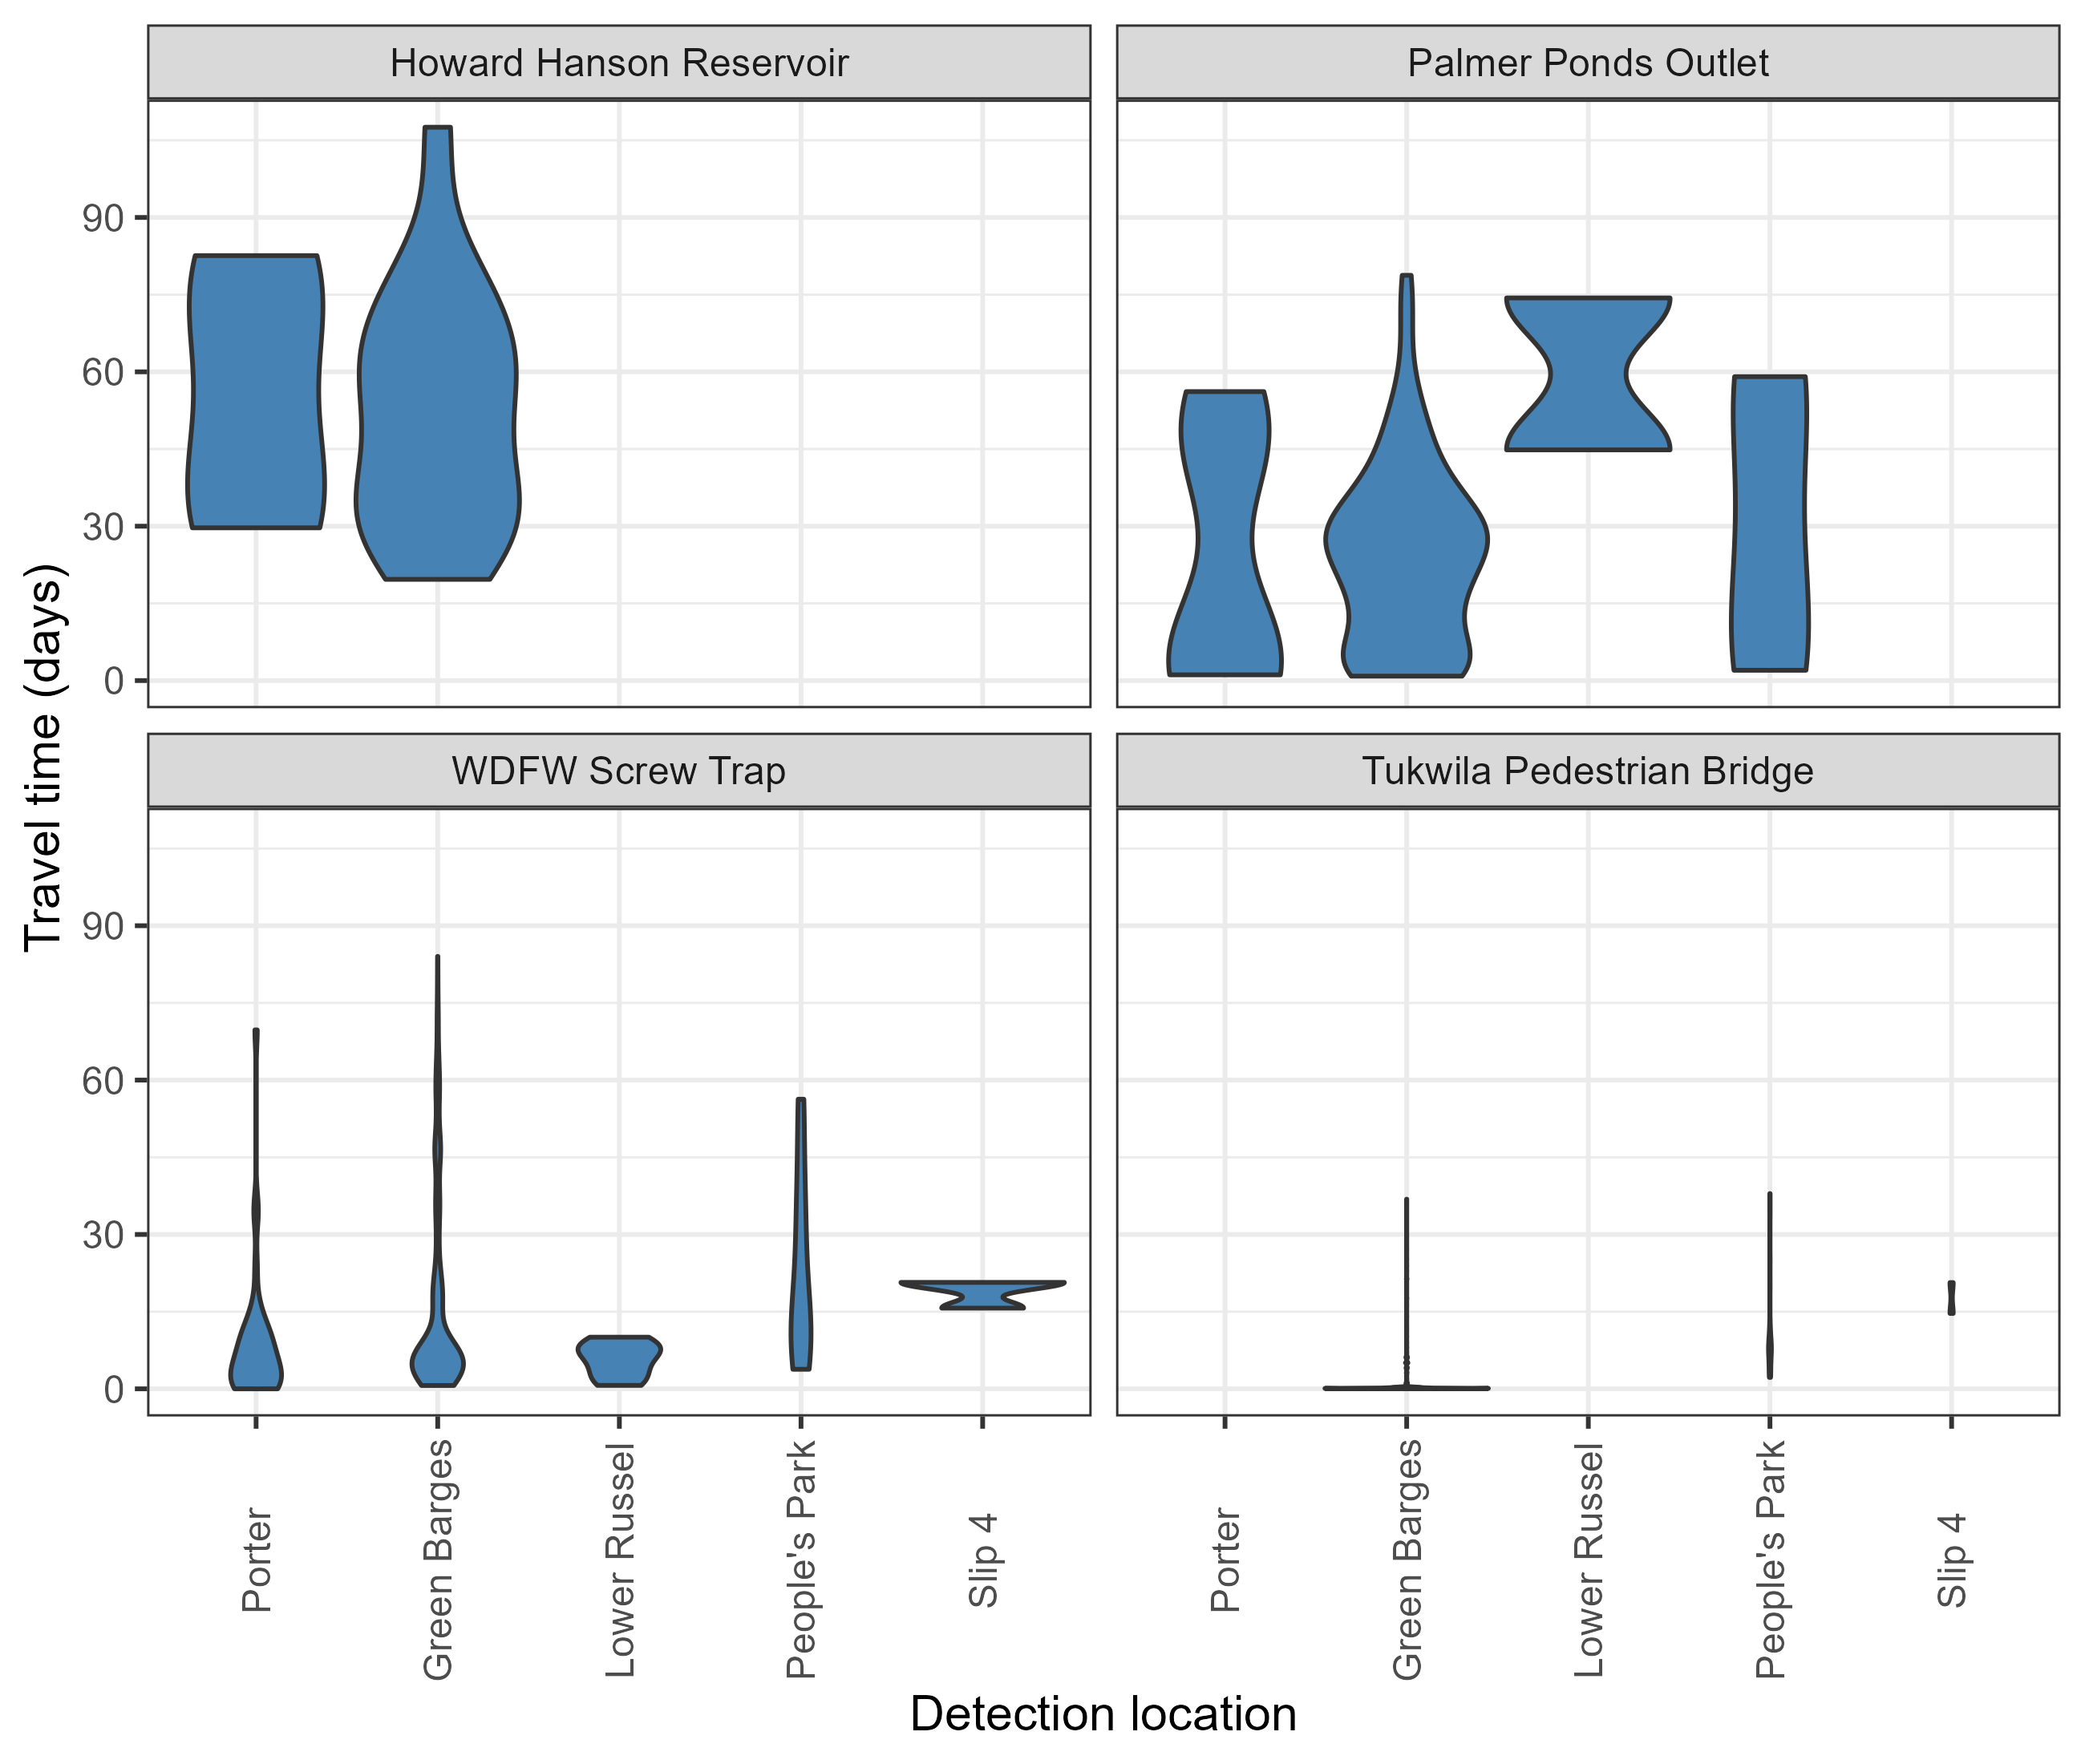 Howard Hanson Reservoir
Palmer Ponds Outlet
90
60
30
0
WDFW Screw Trap
Tukwila Pedestrian Bridge
90
60
30
0
Travel time (days)
Porter
Green Barges
Lower Russel
People's Park
Slip 4
Porter
Green Barges
Lower Russel
People's Park
Slip 4
Detection location